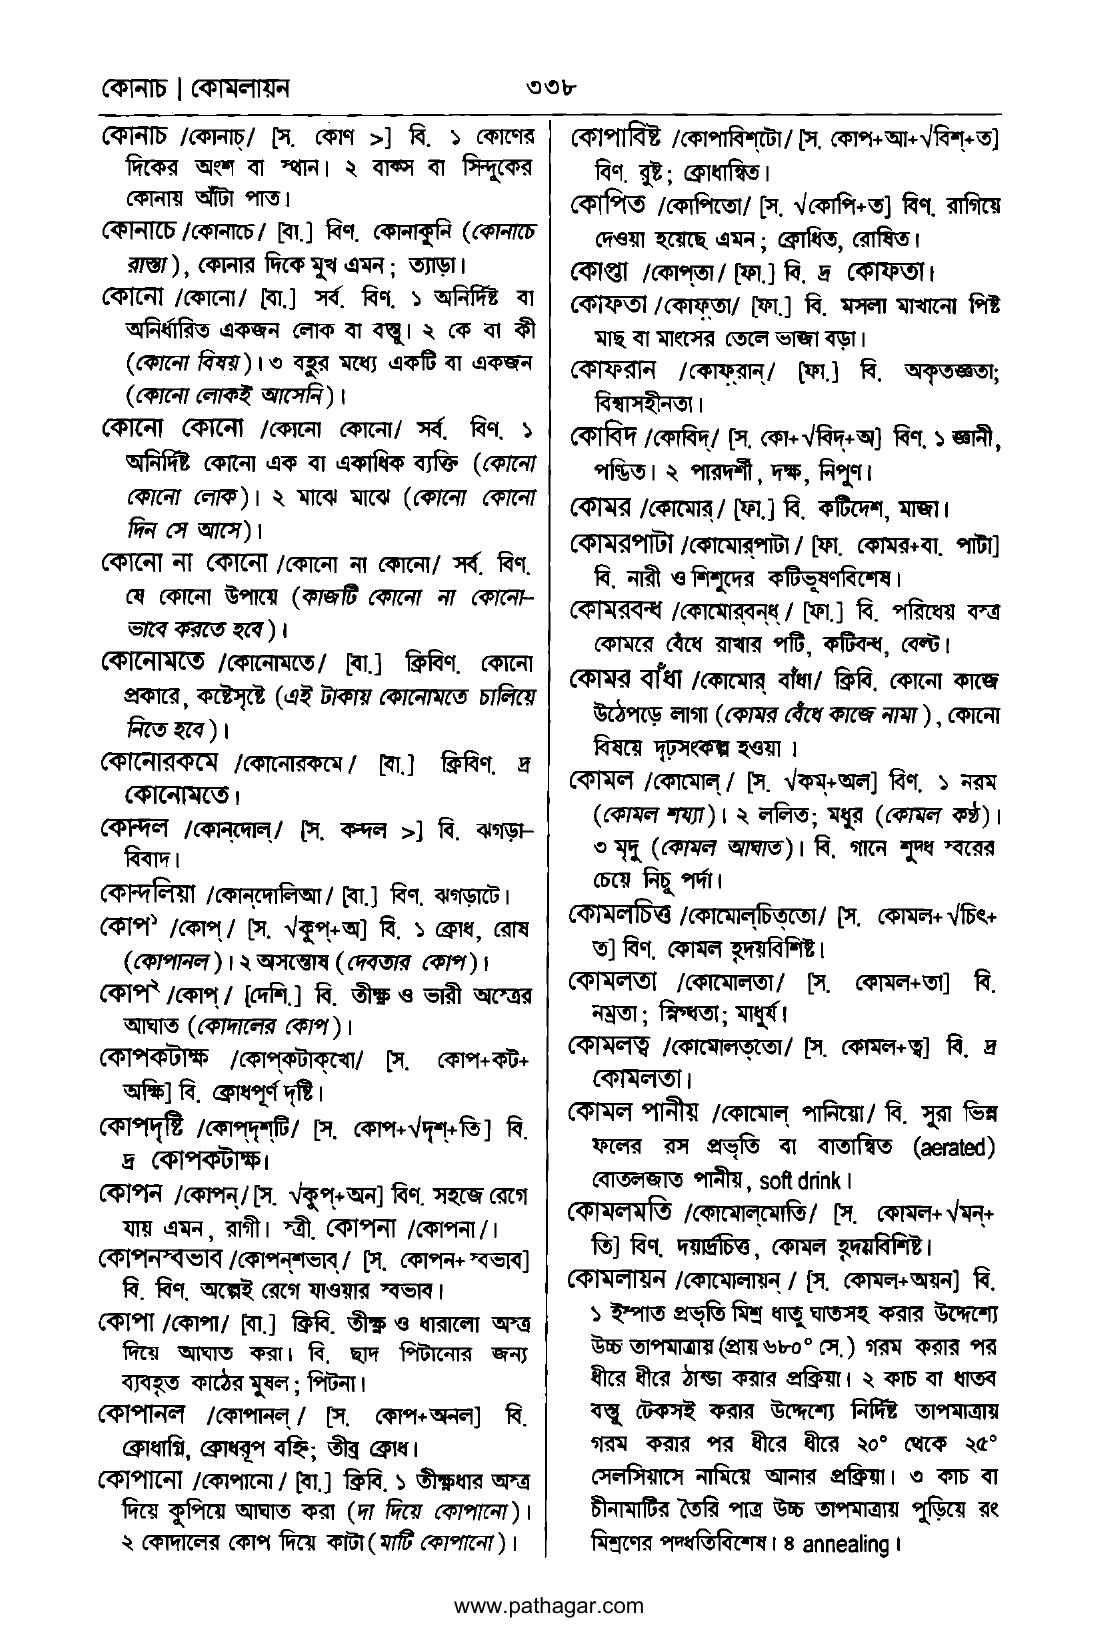 কোনাচ | কোমলায়ন
৩৩৮
কোনাচ /কোনাচ্/ [স. কোণ >] বি. ১ কোণের
দিকের অংশ বা স্থান। ২ বাক্স বা সিন্দুকের
কোনায় আঁটা পাত।
কোনাচে /কোনাচে/ [বা.] বিণ. কোনাকুনি (কোনাচে
রাস্তা), কোনার দিকে মুখ এমন; ত্যাড়া।
কোনো /কোনো/ [বা.] সর্ব. বিণ. ১ অনির্দিষ্ট বা
অনির্ধারিত একজন লোক বা বস্তু। ২ কে বা কী
(কোনো বিষয়)। ৩ বহুর মধ্যে একটি বা একজন
(কোনো লোকই আসেনি)।
কোনো কোনো /কোনো কোনো/ সর্ব. বিণ. ১
অনির্দিষ্ট কোনো এক বা একাধিক ব্যক্তি (কোনো
কোনো লোক)। ২ মাঝে মাঝে (কোনো কোনো
দিন সে আসে)।
কোনো না কোনো /কোনো না কোনো/ সর্ব. বিণ.
যে কোনো উপায়ে (কাজটি কোনো না কোনো-
ভাবে করতে হবে)।
কোনোমতে /কোনোমতে/ [বা.] ক্রিবিণ. কোনো
প্রকারে, কষ্টেসৃষ্টে (এই টাকায় কোনোমতে চালিয়ে
নিতে হবে)।
কোনোরকমে /কোনোরকমে/ [বা.] ক্রিবিণ. দ্র
কোনোমতে।
কোন্দল /কোন্‌দোল্/ [স. কন্দল >] বি. ঝগড়া-
বিবাদ।
কোন্দলিয়া /কোন্‌দোলিআ/ [বা.] বিণ. ঝগড়াটে।
কোপ১ /কোপ্/ [স. √কুপ্+অ] বি. ১ ক্রোধ, রোষ
(কোপানল)। ২ অসন্তোষ (দেবতার কোপ)।
কোপ২ /কোপ্/ [দেশি.] বি. তীক্ষ্ণ ও ভারী অস্ত্রের
আঘাত (কোদালের কোপ)।
কোপকটাক্ষ /কোপ্‌কটাক্‌খো/ [স. কোপ+কট+
অক্ষি] বি. ক্রোধপূর্ণ দৃষ্টি।
কোপদৃষ্টি /কোপ্‌দৃশ্‌টি/ [স. কোপ+√দৃশ্+তি] বি.
দ্র কোপকটাক্ষ।
কোপন /কোপন্/ [স. √কুপ্+অন] বিণ. সহজে রেগে
যায় এমন, রাগী। স্ত্রী. কোপনা /কোপনা/।
কোপনস্বভাব /কোপন্‌শভাব্/ [স. কোপন+স্বভাব]
বি. বিণ. অল্পেই রেগে যাওয়ার স্বভাব।
কোপা /কোপা/ [বা.] ক্রিবি. তীক্ষ্ণ ও ধারালো অস্ত্র
দিয়ে আঘাত করা। বি. ছাদ পিটানোর জন্য
ব্যবহৃত কাঠের মুষল; পিটনা।
কোপানল /কোপানল্/ [স. কোপ+অনল] বি.
ক্রোধাগ্নি, ক্রোধরূপ বহ্নি; তীব্র ক্রোধ।
কোপানো /কোপানো/ [বা.] ক্রিবি. ১ তীক্ষ্ণধার অস্ত্র
দিয়ে কুপিয়ে আঘাত করা (দা দিয়ে কোপানো)।
২ কোদালের কোপ দিয়ে কাটা (মাটি কোপানো)।
কোপাবিষ্ট /কোপাবিশ্‌টো/ [স. কোপ+আ+√বিশ্+ত]
বিণ. রুষ্ট; ক্রোধান্বিত।
কোপিত /কোপিতো/ [স. √কোপি+ত] বিণ. রাগিয়ে
দেওয়া হয়েছে এমন; ক্রোধিত, রোষিত।
কোপ্তা /কোপ্‌তা/ [ফা.] বি. দ্র কোফতা।
কোফতা /কোফ্‌তা/ [ফা.] বি. মসলা মাখানো পিষ্ট
মাছ বা মাংসের তেলে ভাজা বড়া।
কোফরান /কোফ্‌রান্/ [ফা.] বি. অকৃতজ্ঞতা;
বিশ্বাসহীনতা।
কোবিদ /কোবিদ্/ [স. কো+√বিদ্+অ] বিণ. ১ জ্ঞানী,
পণ্ডিত। ২ পারদর্শী, দক্ষ, নিপুণ।
কোমর /কোমোর্/ [ফা.] বি. কটিদেশ, মাজা।
কোমরপাটা /কোমোর্‌পাটা/ [ফা. কোমর+বা. পাটা]
বি. নারী ও শিশুদের কটিভূষণবিশেষ।
কোমরবন্ধ /কোমোর্‌বন্‌ধ্/ [ফা.] বি. পরিধেয় বস্ত্র
কোমরে বেঁধে রাখার পটি, কটিবন্ধ, বেল্ট।
কোমর বাঁধা /কোমোর্ বাঁধা/ ক্রিবি. কোনো কাজে
উঠেপড়ে লাগা (কোমর বেঁধে কাজে নামা), কোনো
বিষয়ে দৃঢ়সংকল্প হওয়া।
কোমল /কোমোল্/ [স. √কম্+অল] বিণ. ১ নরম
(কোমল শয্যা)। ২ ললিত; মধুর (কোমল কণ্ঠ)।
৩ মৃদু (কোমল আঘাত)। বি. গানে শুদ্ধ স্বরের
চেয়ে নিচু পর্দা।
কোমলচিত্ত /কোমোল্‌চিত্‌তো/ [স. কোমল+√চিৎ+
ত] বিণ. কোমল হৃদয়বিশিষ্ট।
কোমলতা /কোমোলতা/ [স. কোমল+তা] বি.
নম্রতা; স্নিগ্ধতা; মাধুর্য।
কোমলত্ব /কোমোলত্‌তো/ [স. কোমল+ত্ব] বি. দ্র
কোমলতা।
কোমল পানীয় /কোমোল্ পানিয়ো/ বি. সুরা ভিন্ন
ফলের রস প্রভৃতি বা বাতান্বিত (aerated)
বোতলজাত পানীয়, soft drink।
কোমলমতি /কোমোল্‌মোতি/ [স. কোমল+√মন্+
তি] বিণ. দয়ার্দ্রচিত্ত, কোমল হৃদয়বিশিষ্ট।
কোমলায়ন /কোমোলায়ন্/ [স. কোমল+অয়ন] বি.
১ ইস্পাত প্রভৃতি মিশ্র ধাতু ঘাতসহ করার উদ্দেশ্যে
উচ্চ তাপমাত্রায় (প্রায় ৬৮০° সে.) গরম করার পর
ধীরে ধীরে ঠান্ডা করার প্রক্রিয়া। ২ কাচ বা ধাতব
বস্তু টেকসই করার উদ্দেশ্যে নির্দিষ্ট তাপমাত্রায়
গরম করার পর ধীরে ধীরে ২০° থেকে ২৫°
সেলসিয়াসে নামিয়ে আনার প্রক্রিয়া। ৩ কাচ বা
চীনামাটির তৈরি পাত্র উচ্চ তাপমাত্রায় পুড়িয়ে রং
মিশ্রণের পদ্ধতিবিশেষ। ৪ annealing।
www.pathagar.com